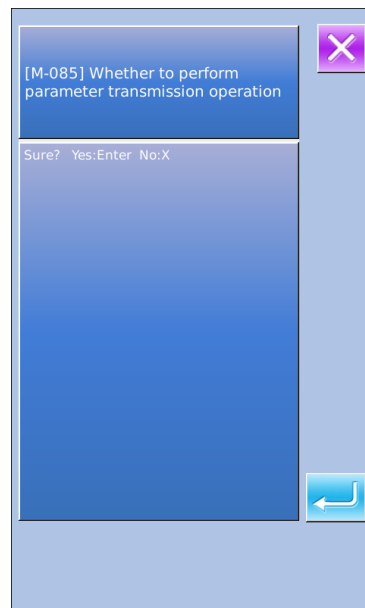 [M-085] Whether to perform
parameter transmission operation
Sure? Yes:Enter No:X